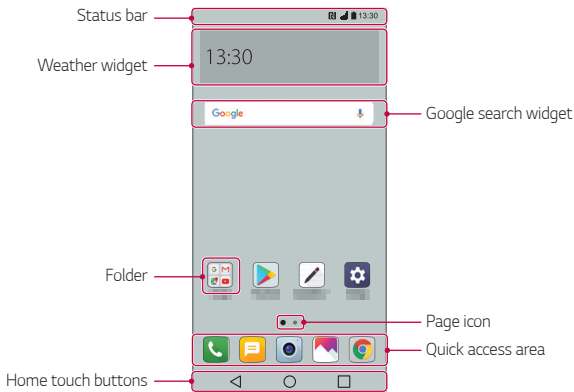 Status bar
13:30
Weather widget
13:30
Google
Google search widget
Folder
Page icon
Quick access area
Home touch buttons